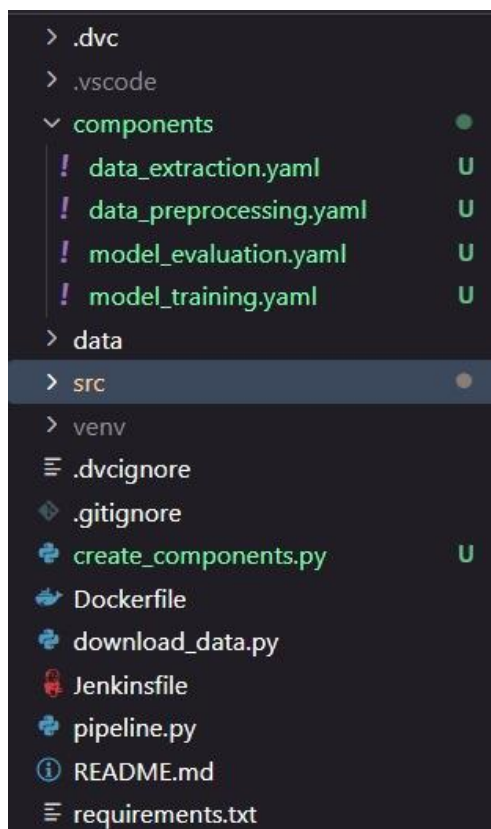 .dvc
.vscode
components
data_extraction.yaml U
data_preprocessing.yaml U
model_evaluation.yaml U
model_training.yaml U
data
src
venv
.dvcignore
.gitignore
create_components.py U
Dockerfile
download_data.py
Jenkinsfile
pipeline.py
README.md
requirements.txt